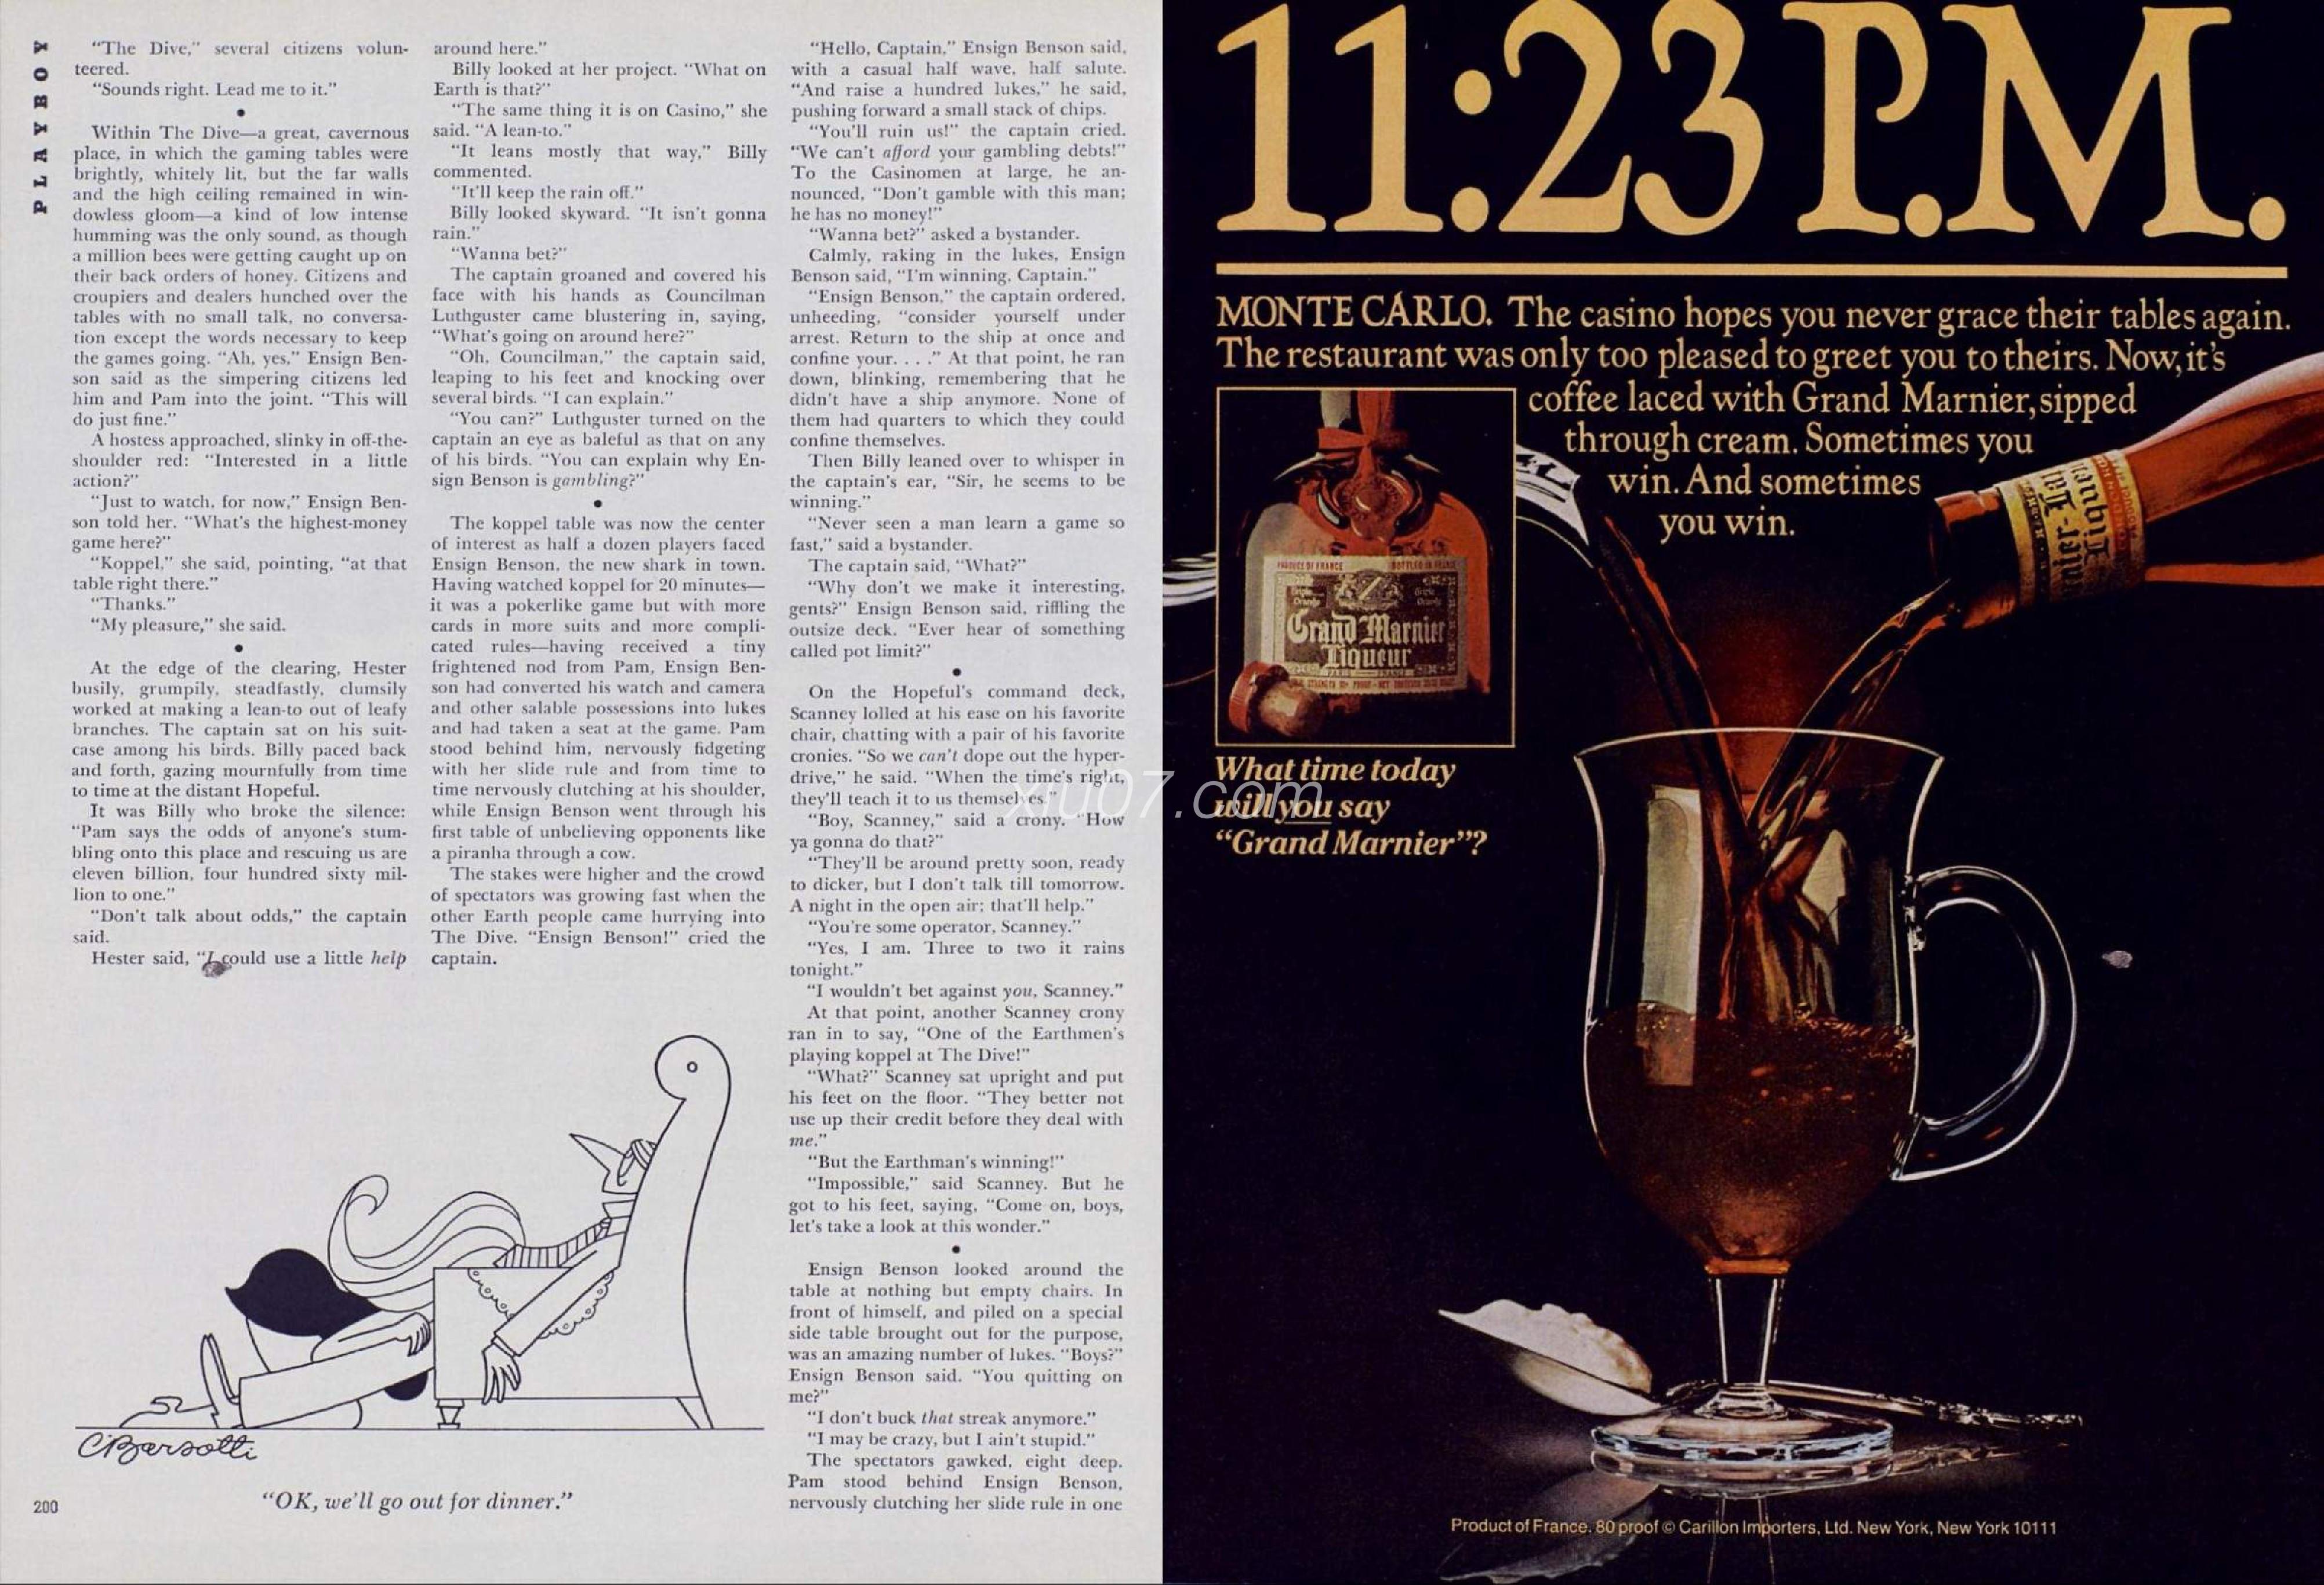 PLAYBOY
“The Dive,” several citizens volun-
teered.
“Sounds right. Lead me to it.”
•
Within The Dive—a great, cavernous
place, in which the gaming tables were
brightly, whitely lit, but the far walls
and the high ceiling remained in win-
dowless gloom—a kind of low intense
humming was the only sound, as though
a million bees were getting caught up on
their back orders of honey. Citizens and
croupiers and dealers hunched over the
tables with no small talk, no conversa-
tion except the words necessary to keep
the games going. “Ah, yes,” Ensign Ben-
son said as the simpering citizens led
him and Pam into the joint. “This will
do just fine.”
A hostess approached, slinky in off-the-
shoulder red: “Interested in a little
action?”
“Just to watch, for now,” Ensign Ben-
son told her. “What’s the highest-money
game here?”
“Koppel,” she said, pointing, “at that
table right there.”
“Thanks.”
“My pleasure,” she said.
•
At the edge of the clearing, Hester
busily, grumpily, steadfastly, clumsily
worked at making a lean-to out of leafy
branches. The captain sat on his suit-
case among his birds. Billy paced back
and forth, gazing mournfully from time
to time at the distant Hopeful.
It was Billy who broke the silence:
“Pam says the odds of anyone’s stum-
bling onto this place and rescuing us are
eleven billion, four hundred sixty mil-
lion to one.”
“Don’t talk about odds,” the captain
said.
Hester said, “I could use a little help
around here.”
Billy looked at her project. “What on
Earth is that?”
“The same thing it is on Casino,” she
said. “A lean-to.”
“It leans mostly that way,” Billy
commented.
“It’ll keep the rain off.”
Billy looked skyward. “It isn’t gonna
rain.”
“Wanna bet?”
The captain groaned and covered his
face with his hands as Councilman
Luthguster came blustering in, saying,
“What’s going on around here?”
“Oh, Councilman,” the captain said,
leaping to his feet and knocking over
several birds. “I can explain.”
“You can?” Luthguster turned on the
captain an eye as baleful as that on any
of his birds. “You can explain why En-
sign Benson is gambling?”
•
The koppel table was now the center
of interest as half a dozen players faced
Ensign Benson, the new shark in town.
Having watched koppel for 20 minutes—
it was a pokerlike game but with more
cards in more suits and more compli-
cated rules—having received a tiny
frightened nod from Pam, Ensign Ben-
son had converted his watch and camera
and other salable possessions into lukes
and had taken a seat at the game. Pam
stood behind him, nervously fidgeting
with her slide rule and from time to
time nervously clutching at his shoulder,
while Ensign Benson went through his
first table of unbelieving opponents like
a piranha through a cow.
The stakes were higher and the crowd
of spectators was growing fast when the
other Earth people came hurrying into
The Dive. “Ensign Benson!” cried the
captain.
“Hello, Captain,” Ensign Benson said,
with a casual half wave, half salute.
“And raise a hundred lukes,” he said,
pushing forward a small stack of chips.
“You’ll ruin us!” the captain cried.
“We can’t afford your gambling debts!”
To the Casinomen at large, he an-
nounced, “Don’t gamble with this man;
he has no money!”
“Wanna bet?” asked a bystander.
Calmly, raking in the lukes, Ensign
Benson said, “I’m winning, Captain.”
“Ensign Benson,” the captain ordered,
unheeding, “consider yourself under
arrest. Return to the ship at once and
confine your. . . .” At that point, he ran
down, blinking, remembering that he
didn’t have a ship anymore. None of
them had quarters to which they could
confine themselves.
Then Billy leaned over to whisper in
the captain’s ear, “Sir, he seems to be
winning.”
“Never seen a man learn a game so
fast,” said a bystander.
The captain said, “What?”
“Why don’t we make it interesting,
gents?” Ensign Benson said, riffling the
outsize deck. “Ever hear of something
called pot limit?”
•
On the Hopeful’s command deck,
Scanney lolled at his ease on his favorite
chair, chatting with a pair of his favorite
cronies. “So we can’t dope out the hyper-
drive,” he said. “When the time’s right,
they’ll teach it to us themselves.”
“Boy, Scanney,” said a crony. “How
ya gonna do that?”
“They’ll be around pretty soon, ready
to dicker, but I don’t talk till tomorrow.
A night in the open air; that’ll help.”
“You’re some operator, Scanney.”
“Yes, I am. Three to two it rains
tonight.”
“I wouldn’t bet against you, Scanney.”
At that point, another Scanney crony
ran in to say, “One of the Earthmen’s
playing koppel at The Dive!”
“What?” Scanney sat upright and put
his feet on the floor. “They better not
use up their credit before they deal with
me.”
“But the Earthman’s winning!”
“Impossible,” said Scanney. But he
got to his feet, saying, “Come on, boys,
let’s take a look at this wonder.”
•
Ensign Benson looked around the
table at nothing but empty chairs. In
front of himself, and piled on a special
side table brought out for the purpose,
was an amazing number of lukes. “Boys?”
Ensign Benson said. “You quitting on
me?”
“I don’t buck that streak anymore.”
“I may be crazy, but I ain’t stupid.”
The spectators gawked, eight deep.
Pam stood behind Ensign Benson,
nervously clutching her slide rule in one
CBarsotti
“OK, we’ll go out for dinner.”
200
11:23 P.M.
MONTE CARLO. The casino hopes you never grace their tables again.
The restaurant was only too pleased to greet you to theirs. Now, it’s
coffee laced with Grand Marnier, sipped
through cream. Sometimes you
win. And sometimes
you win.
PRODUCE OF FRANCE
Grand Marnier
Liqueur
What time today
will you say
“Grand Marnier”?
xiu07.com
Product of France. 80 proof © Carillon Importers, Ltd. New York, New York 10111